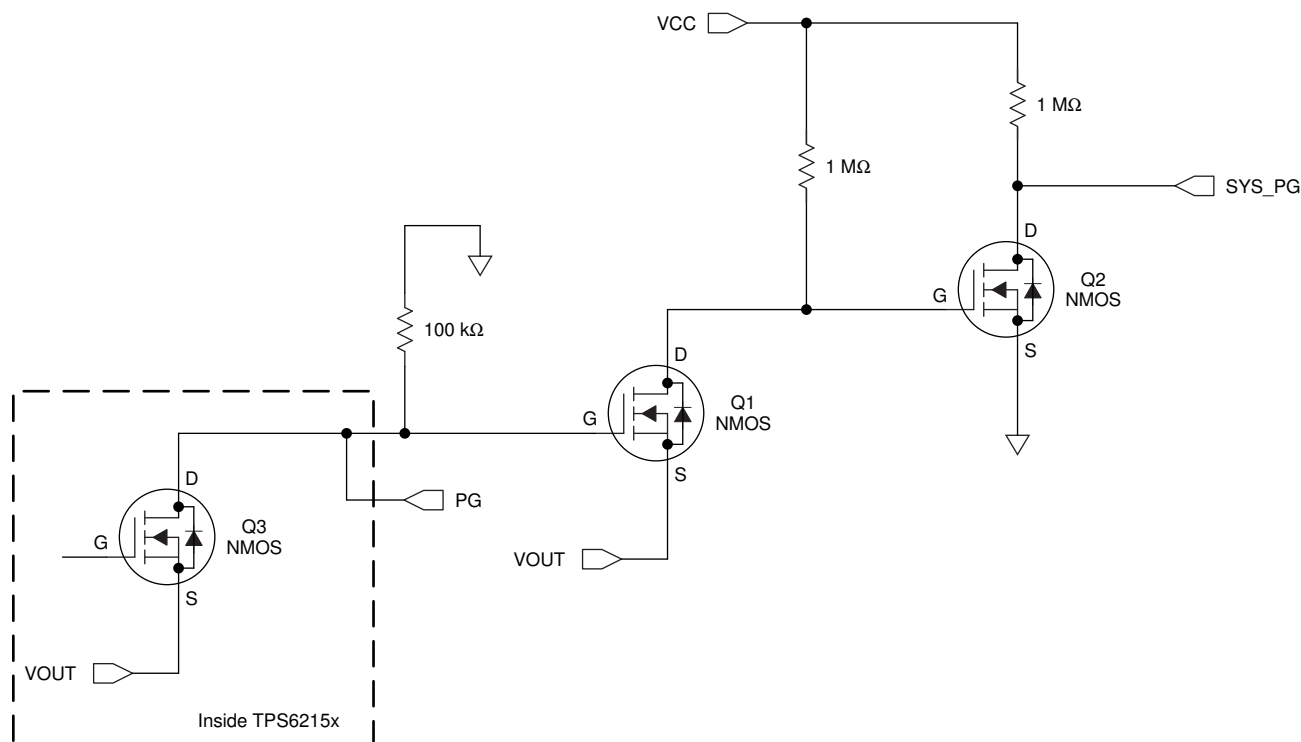 VCC
1 MΩ
1 MΩ
SYS_PG
D
Q2
NMOS
G
S
100 kΩ
D
Q1
NMOS
G
S
D
PG
Q3
NMOS
G
S
VOUT
VOUT
Inside TPS6215x